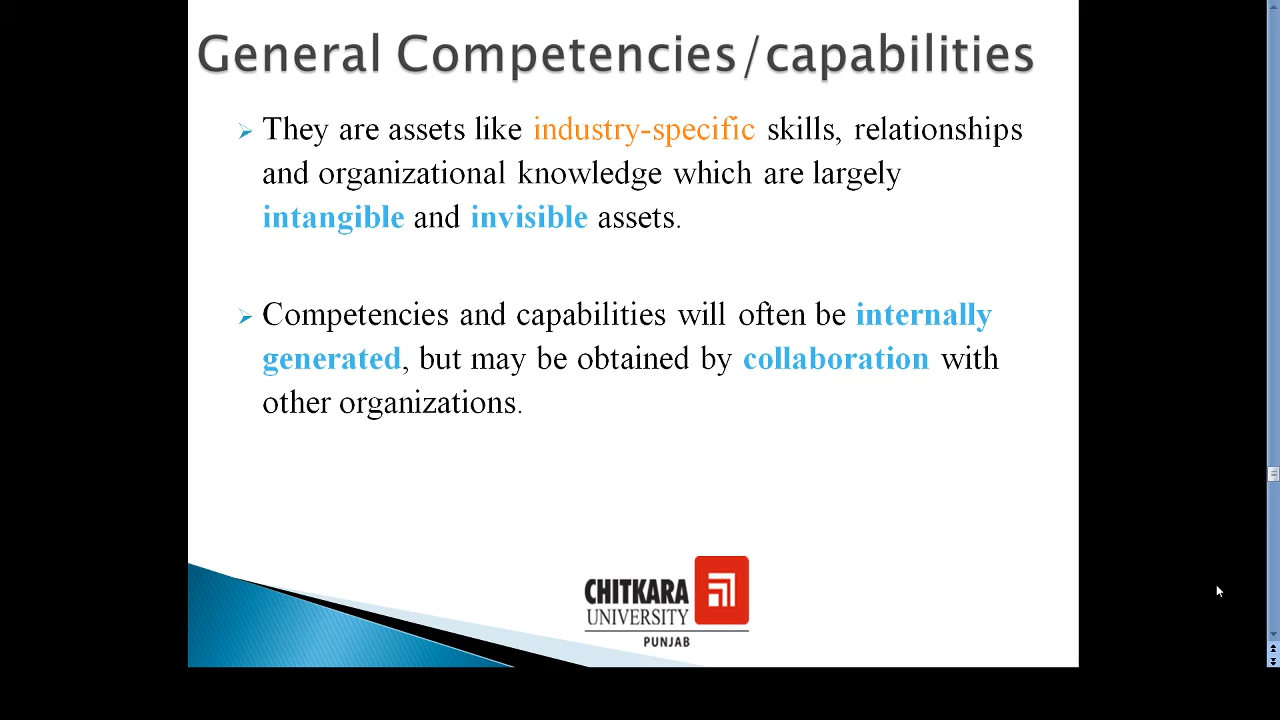 General Competencies/capabilities
They are assets like industry-specific skills, relationships
and organizational knowledge which are largely
intangible and invisible assets.
Competencies and capabilities will often be internally
generated, but may be obtained by collaboration with
other organizations.
CHITKARA
UNIVERSITY
PUNJAB